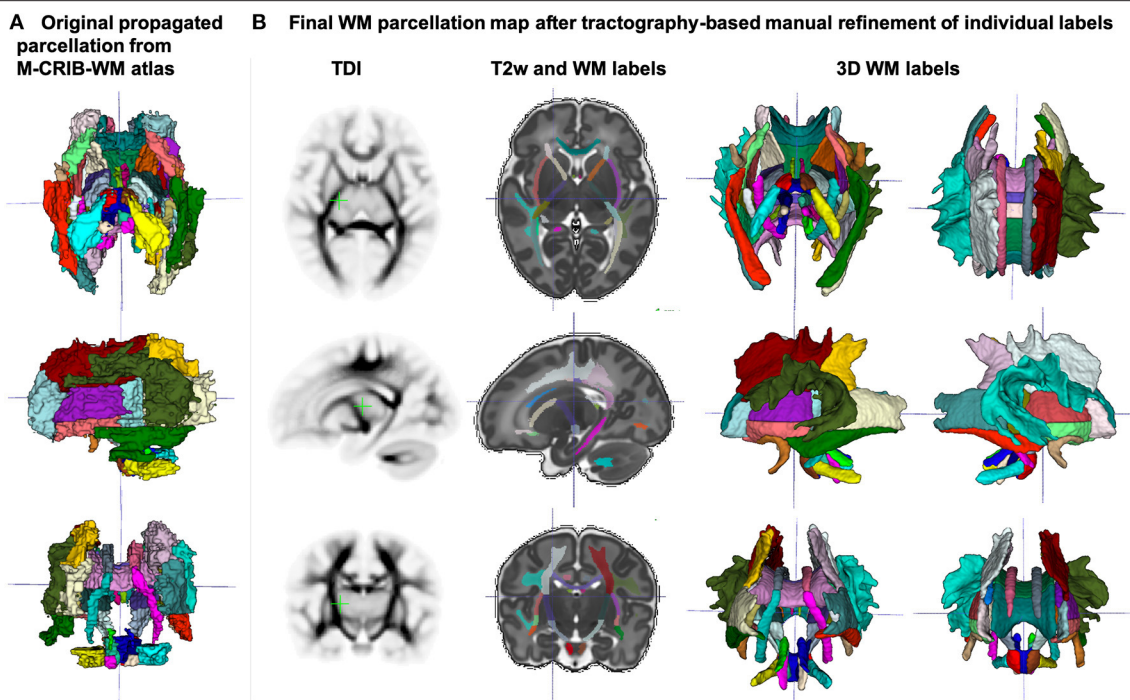 A Original propagated
parcellation from
M-CRIB-WM atlas
B Final WM parcellation map after tractography-based manual refinement of individual labels
TDI
T2w and WM labels
3D WM labels